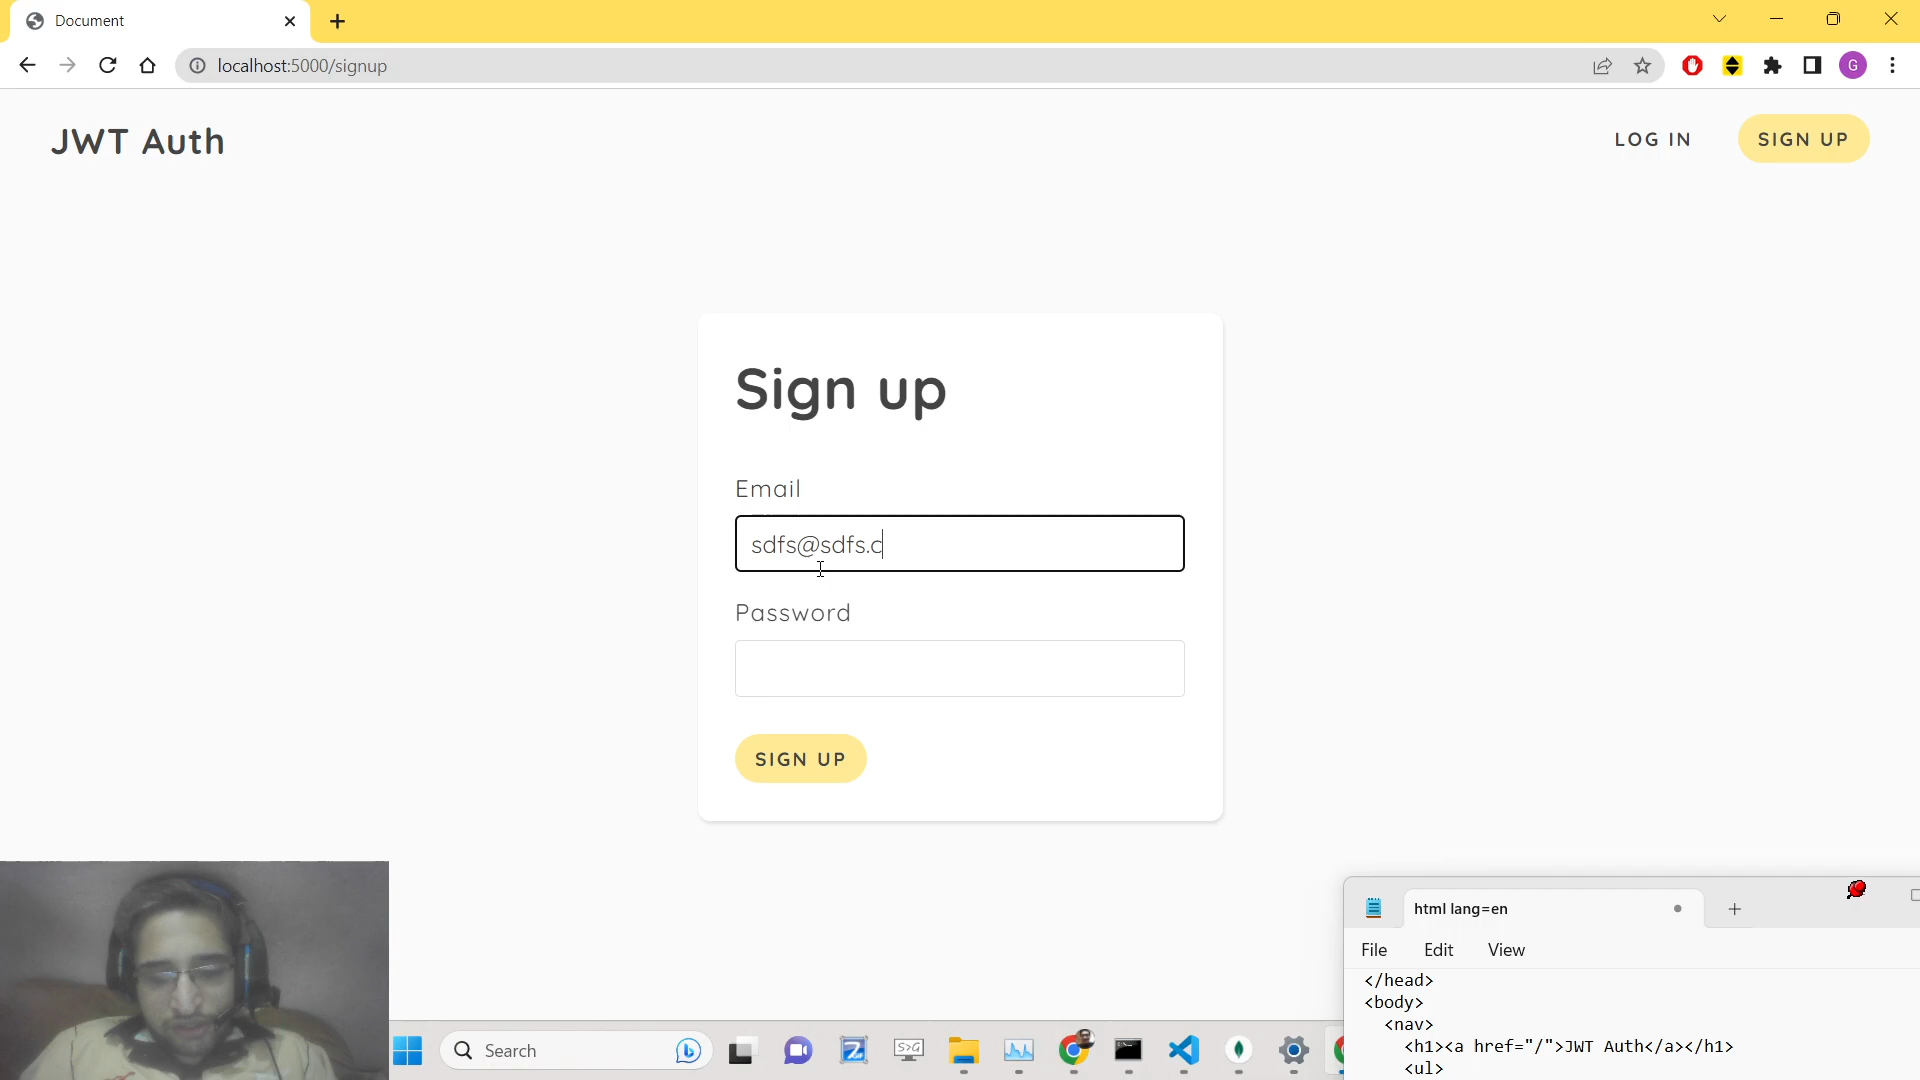 Document
localhost:5000/signup
G
JWT Auth
LOG IN
SIGN UP
Sign up
Email
sdfs@sdfs.c
Password
SIGN UP
html lang=en
File Edit View
</head>
<body>
<nav>
<h1><a href="/">JWT Auth</a></h1>
<ul>
Search
S>G